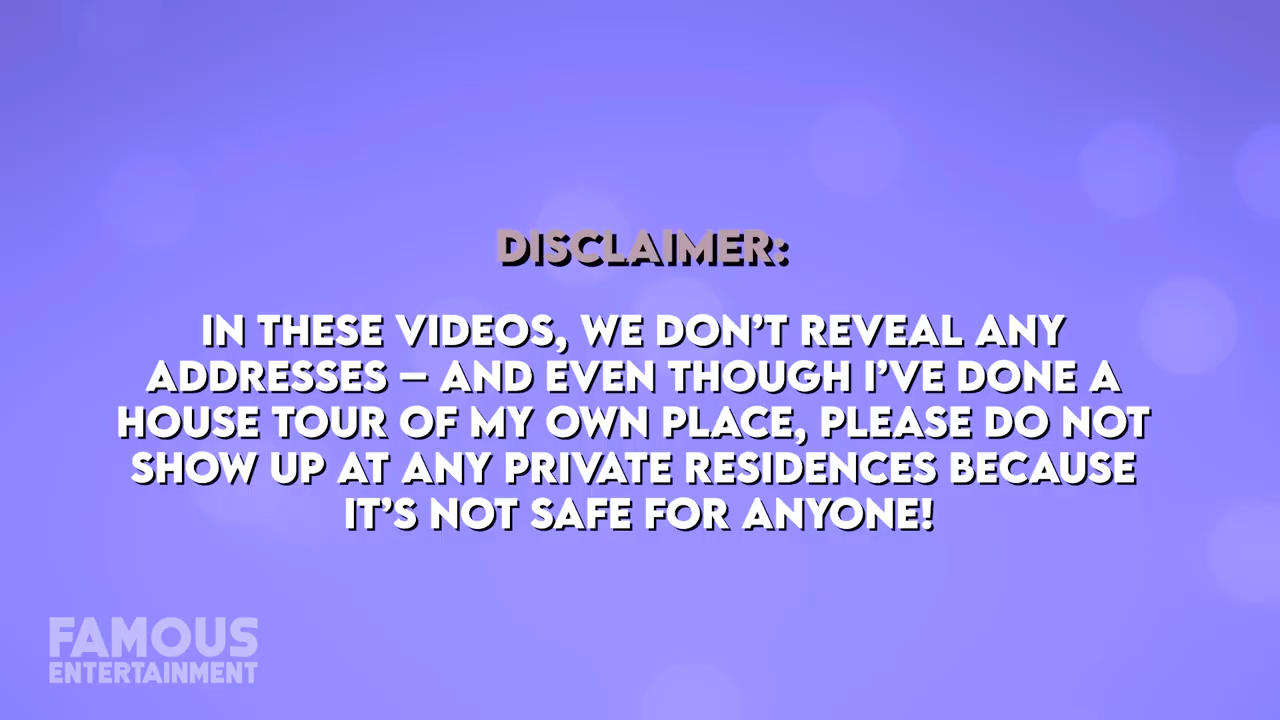 DISCLAIMER:
IN THESE VIDEOS, WE DON'T REVEAL ANY
ADDRESSES – AND EVEN THOUGH I'VE DONE A
HOUSE TOUR OF MY OWN PLACE, PLEASE DO NOT
SHOW UP AT ANY PRIVATE RESIDENCES BECAUSE
IT'S NOT SAFE FOR ANYONE!
FAMOUS
ENTERTAINMENT